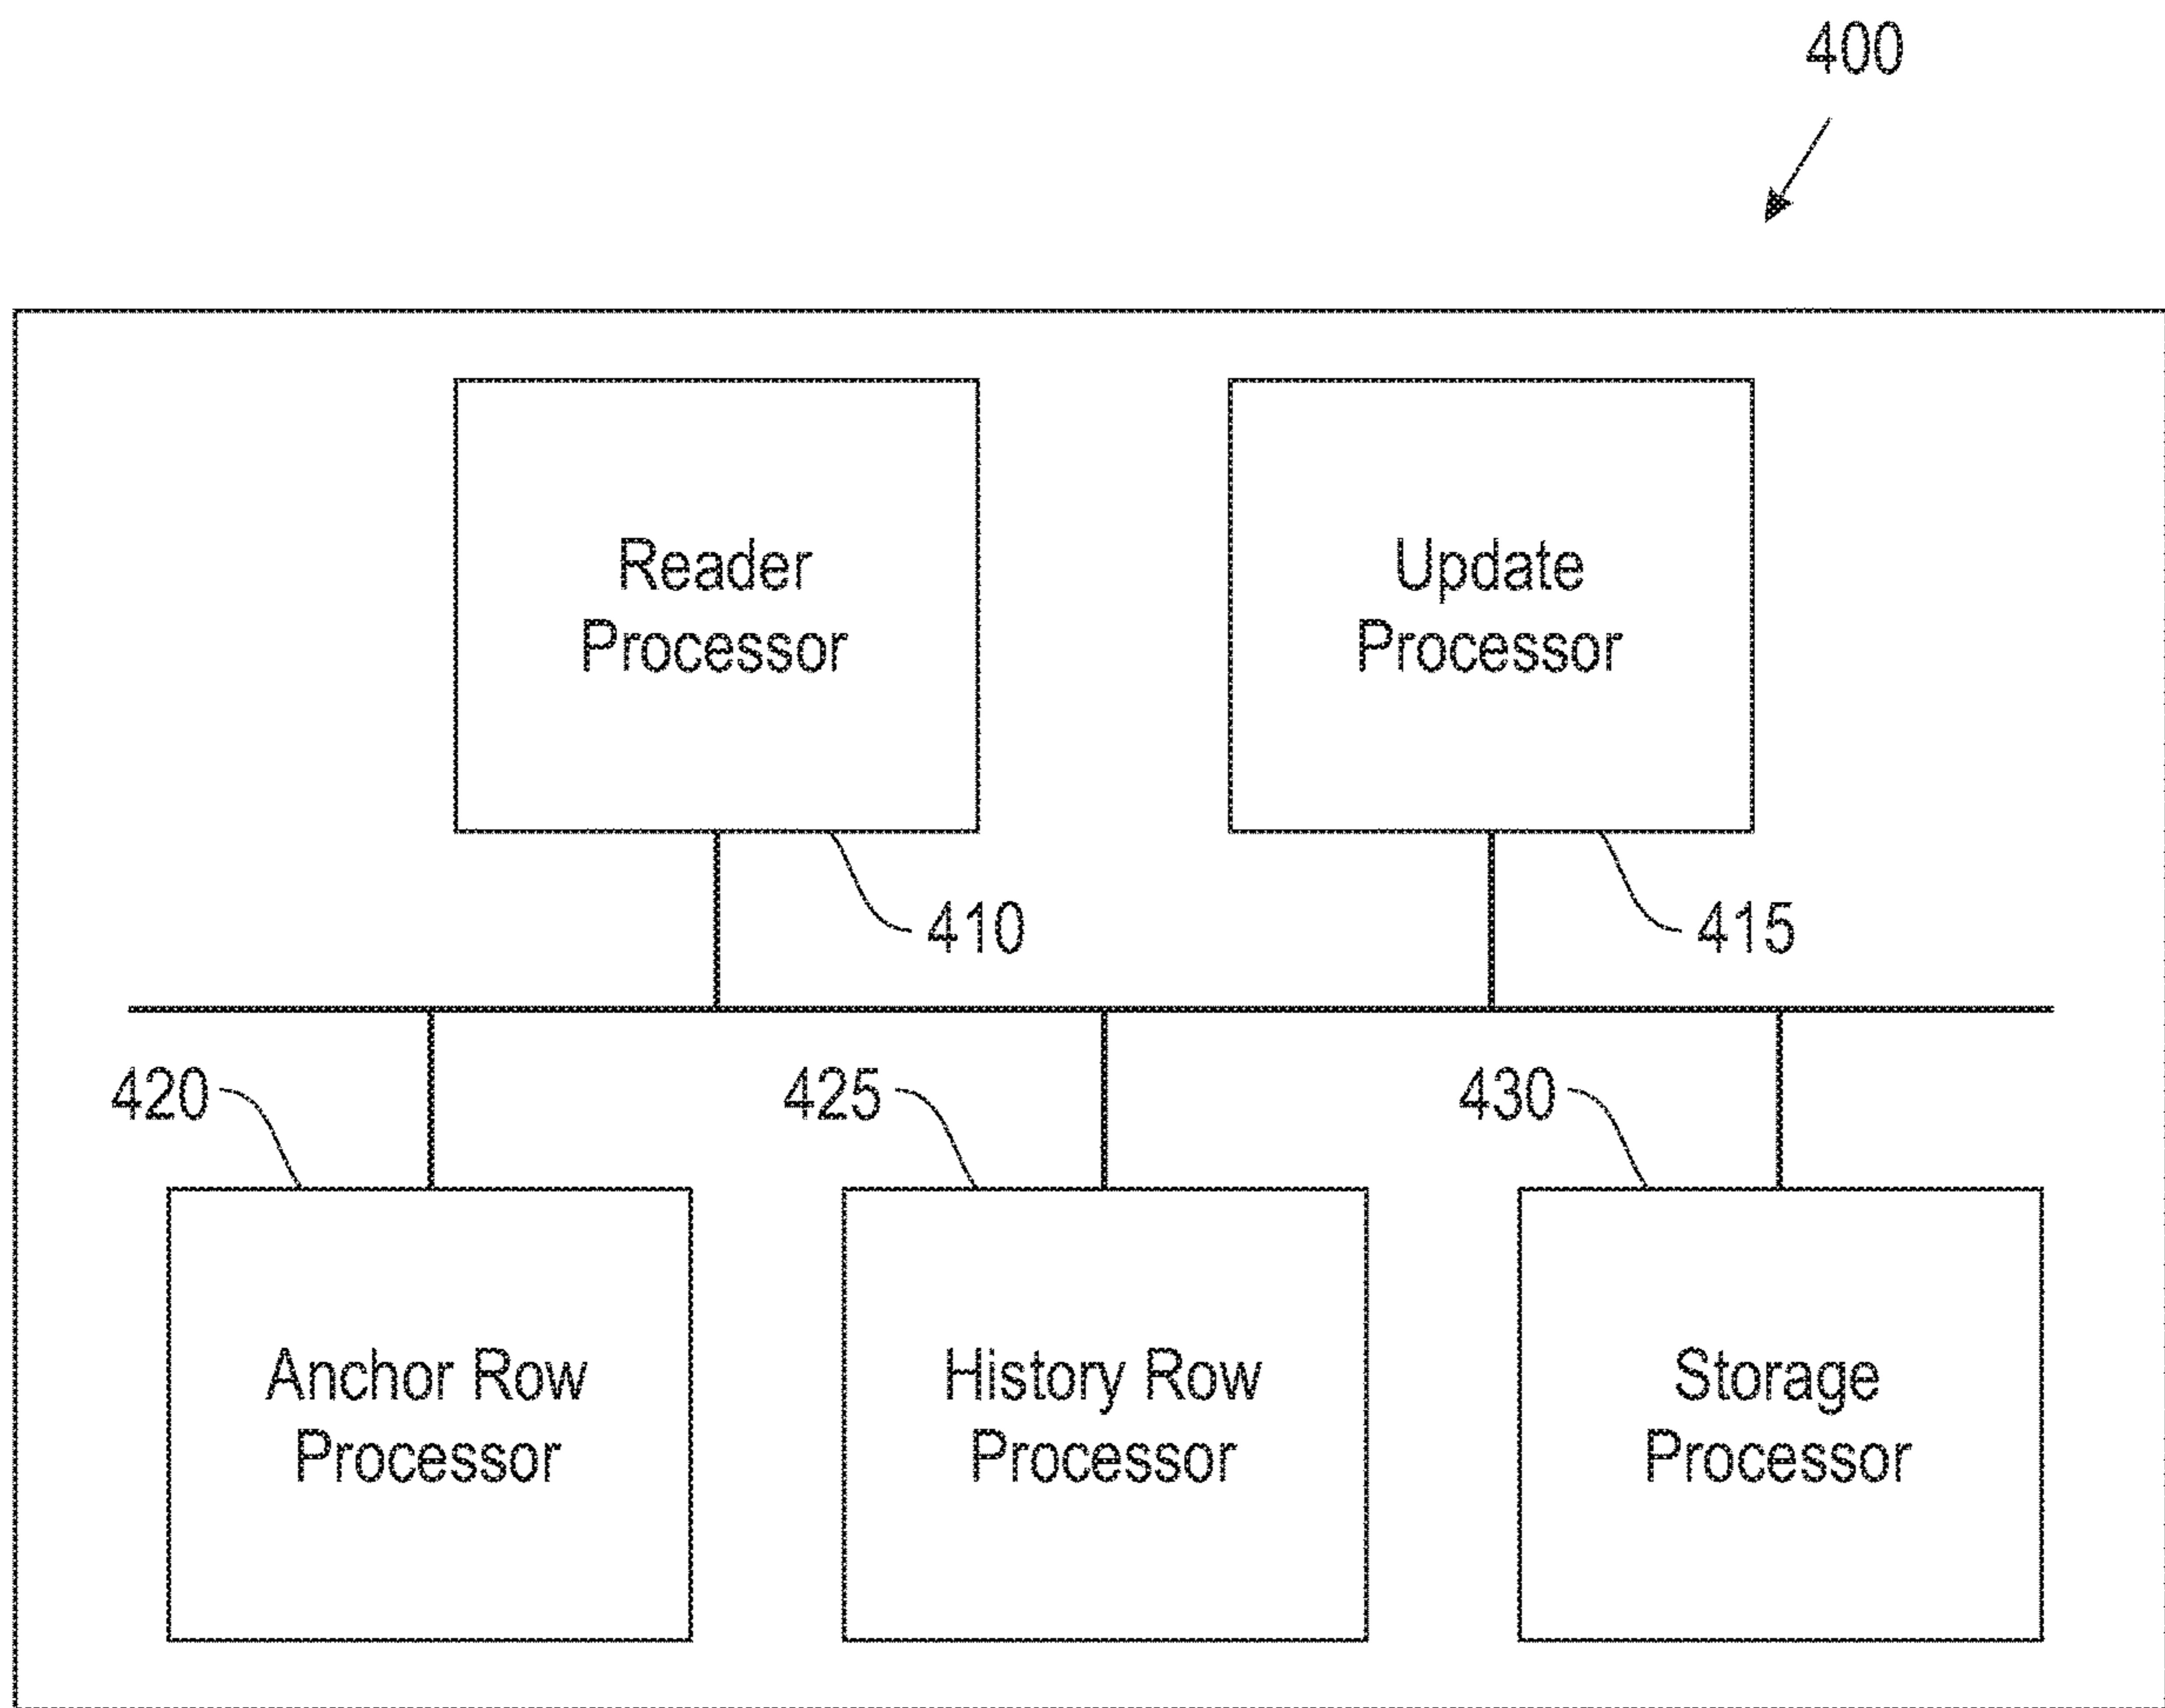 400
Reader
Processor
Update
Processor
410
415
420
425
430
Anchor Row
Processor
History Row
Processor
Storage
Processor